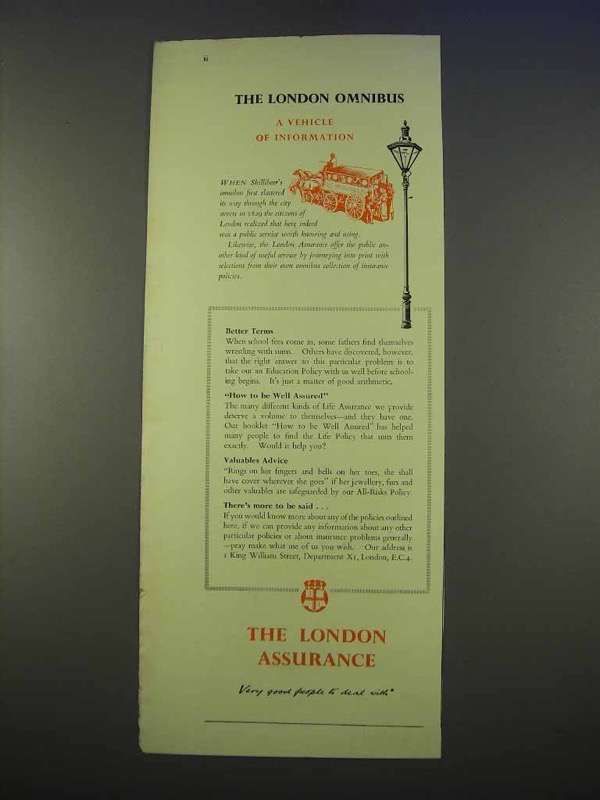 ii
THE LONDON OMNIBUS
A VEHICLE
OF INFORMATION
WHEN Shillibeer's
omnibus first clattered
its way through the city
streets in 1829 the citizens of
London realized that here indeed
was a public service worth knowing and using.
Likewise, the London Assurance offer the public an-
other kind of useful service by journeying into print with
selections from their own omnibus collection of insurance
policies.
Better Terms
When school fees come in, some fathers find themselves
wrestling with sums. Others have discovered, however,
that the right answer to this particular problem is to
take out an Education Policy with us well before school-
ing begins. It's just a matter of good arithmetic.
"How to be Well Assured"
The many different kinds of Life Assurance we provide
deserve a volume to themselves—and they have one.
Our booklet "How to be Well Assured" has helped
many people to find the Life Policy that suits them
exactly. Would it help you?
Valuables Advice
"Rings on her fingers and bells on her toes, she shall
have cover wherever she goes" if her jewellery, furs and
other valuables are safeguarded by our All-Risks Policy.
There's more to be said . . .
If you would know more about any of the policies outlined
here, if we can provide any information about any other
particular policies or about insurance problems generally
—pray make what use of us you wish. Our address is
1 King William Street, Department X1, London, E.C.4.
THE LONDON
ASSURANCE
Very good people to deal with"